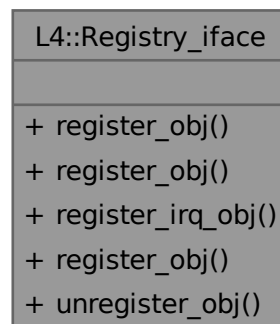 L4::Registry_iface
+ register_obj()
+ register_obj()
+ register_irq_obj()
+ register_obj()
+ unregister_obj()